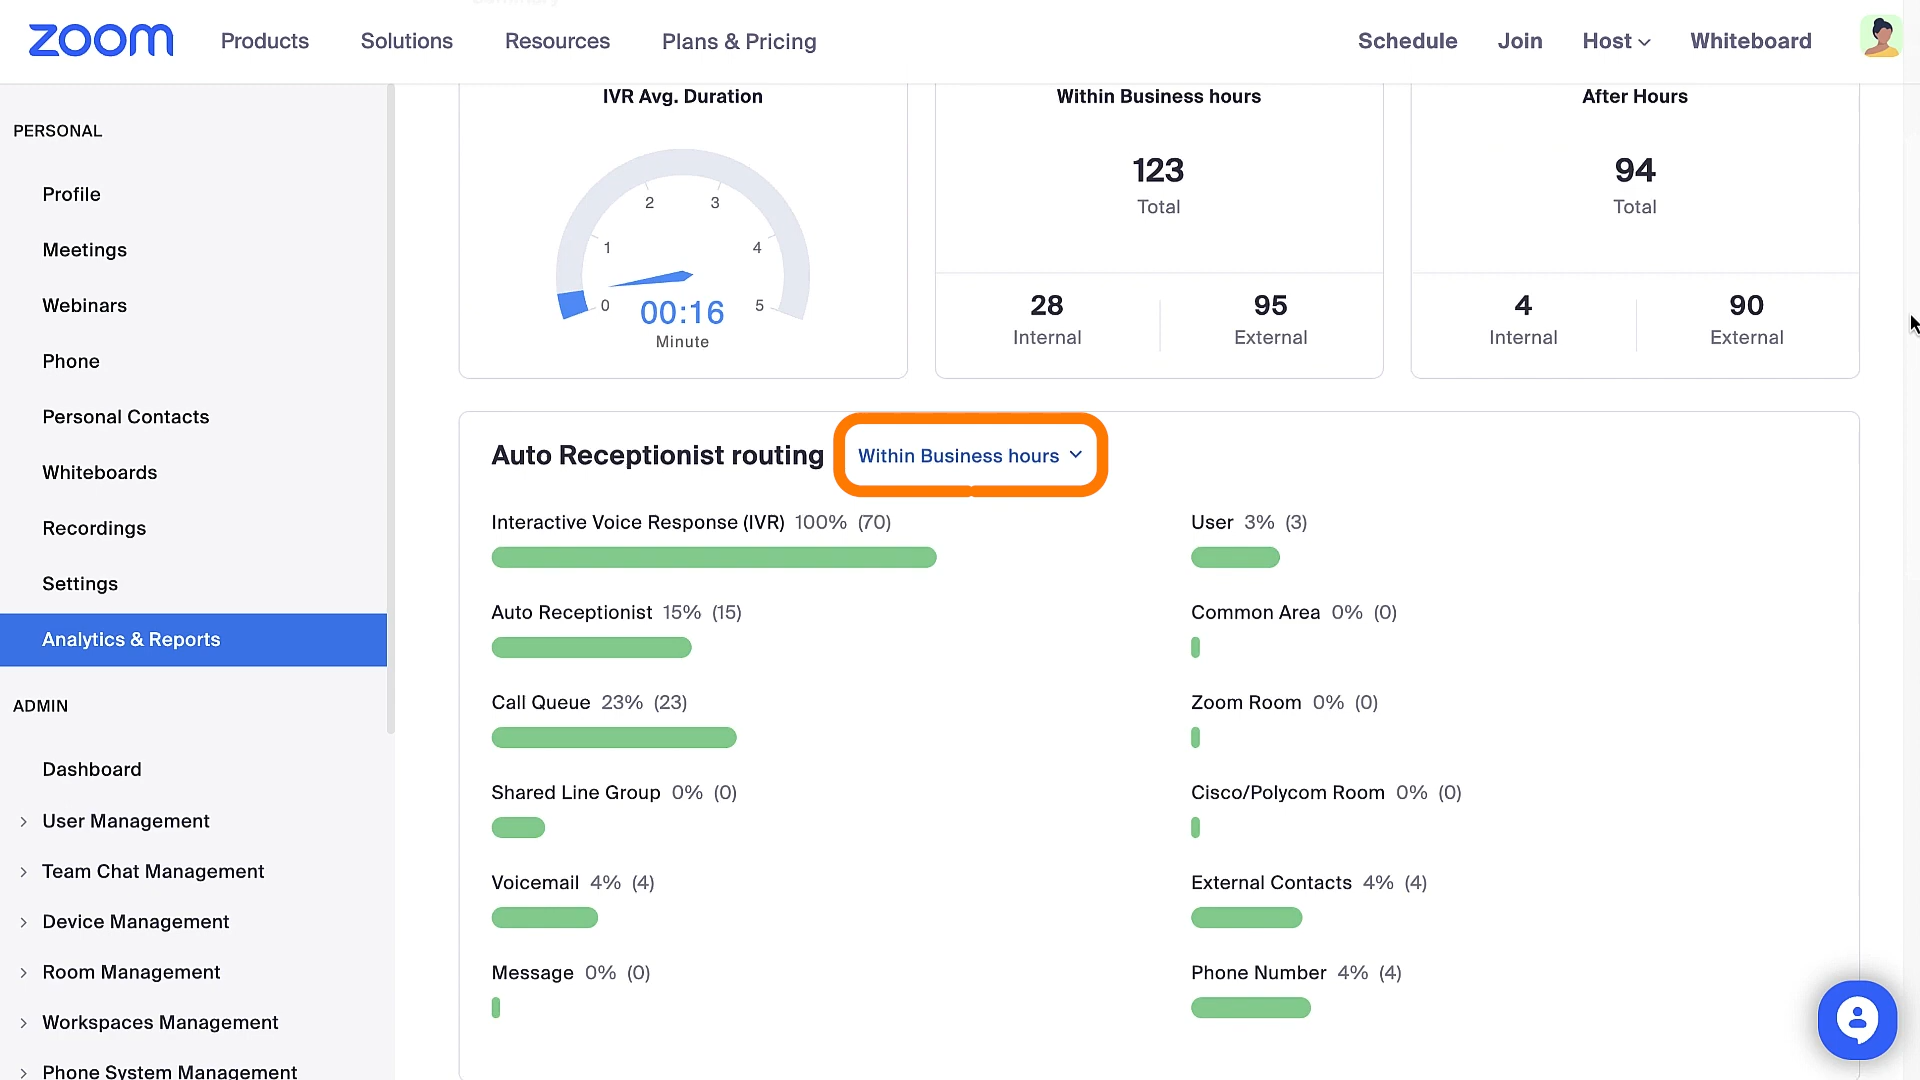 zoom Products Solutions Resources Plans & Pricing Schedule Join Host Whiteboard
PERSONAL
Profile
Meetings
Webinars
Phone
Personal Contacts
Whiteboards
Recordings
Settings
Analytics & Reports
ADMIN
Dashboard
User Management
Team Chat Management
Device Management
Room Management
Workspaces Management
Phone System Management
IVR Avg. Duration
2 3
1 4
0 5
00:16
Minute
Within Business hours
123
Total
28 95
Internal External
After Hours
94
Total
4 90
Internal External
Auto Receptionist routing Within Business hours
Interactive Voice Response (IVR) 100% (70)
Auto Receptionist 15% (15)
Call Queue 23% (23)
Shared Line Group 0% (0)
Voicemail 4% (4)
Message 0% (0)
User 3% (3)
Common Area 0% (0)
Zoom Room 0% (0)
Cisco/Polycom Room 0% (0)
External Contacts 4% (4)
Phone Number 4% (4)